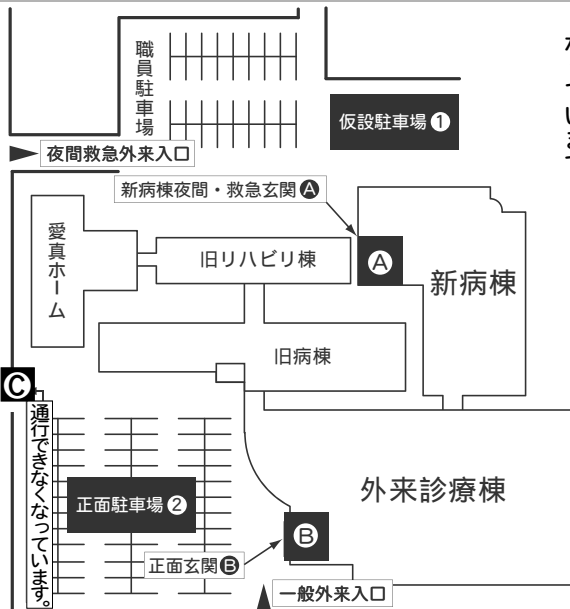 職員駐車場
仮設駐車場❶
夜間救急外来入口
新病棟夜間・救急玄関Ⓐ
愛真ホーム
旧リハビリ棟
Ⓐ
新病棟
旧病棟
Ⓒ
通行できなくなっています。
正面駐車場❷
外来診療棟
Ⓑ
正面玄関Ⓑ
一般外来入口